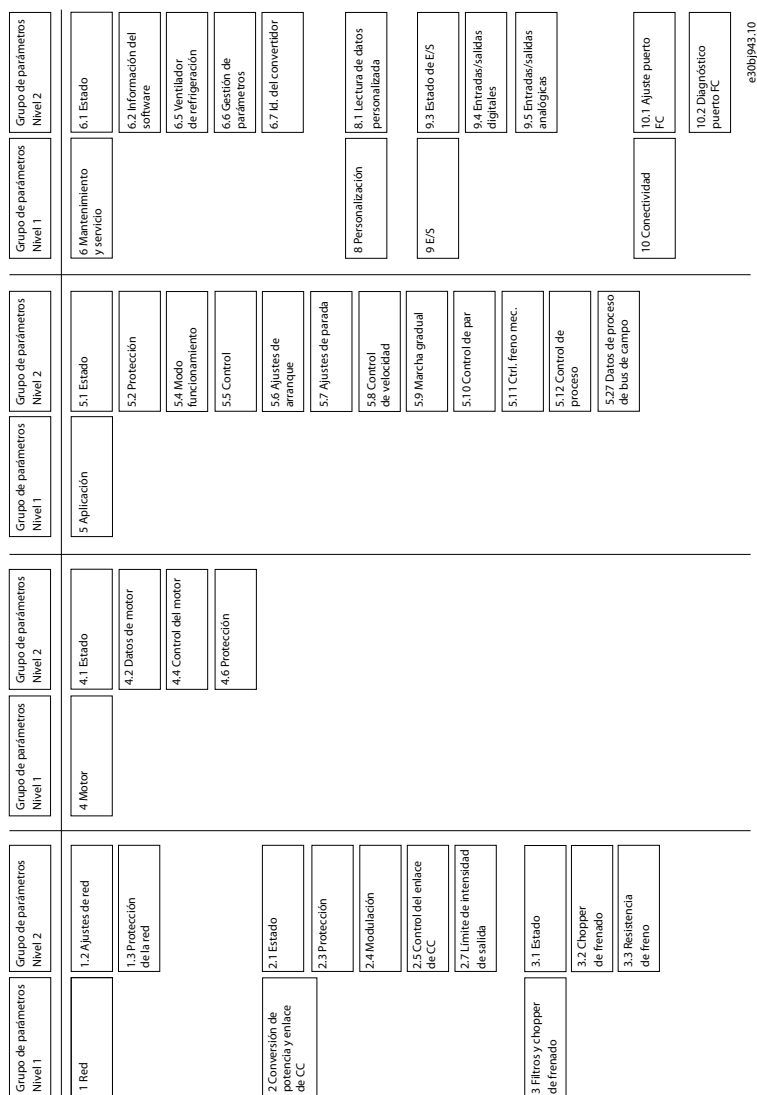 Grupo de parámetros
Nivel 1
Grupo de parámetros
Nivel 2
1 Red
1.2 Ajustes de red
1.3 Protección
de la red
2 Conversión de
potencia y enlace
de CC
2.1 Estado
2.3 Protección
2.4 Modulación
2.5 Control del enlace
de CC
2.7 Límite de intensidad
de salida
3 Filtros y chopper
de frenado
3.1 Estado
3.2 Chopper
de frenado
3.3 Resistencia
de freno
Grupo de parámetros
Nivel 1
Grupo de parámetros
Nivel 2
4 Motor
4.1 Estado
4.2 Datos de motor
4.4 Control del motor
4.6 Protección
Grupo de parámetros
Nivel 1
Grupo de parámetros
Nivel 2
5 Aplicación
5.1 Estado
5.2 Protección
5.4 Modo
funcionamiento
5.5 Control
5.6 Ajustes de
arranque
5.7 Ajustes de parada
5.8 Control
de velocidad
5.9 Marcha gradual
5.10 Control de par
5.11 Ctrl. freno mec.
5.12 Control de
proceso
5.27 Datos de proceso
de bus de campo
Grupo de parámetros
Nivel 1
Grupo de parámetros
Nivel 2
6 Mantenimiento
y servicio
6.1 Estado
6.2 Información del
software
6.5 Ventilador
de refrigeración
6.6 Gestión de
parámetros
6.7 Id. del convertidor
8 Personalización
8.1 Lectura de datos
personalizada
9 E/S
9.3 Estado de E/S
9.4 Entradas/salidas
digitales
9.5 Entradas/salidas
analógicas
10 Conectividad
10.1 Ajuste puerto
FC
10.2 Diagnóstico
puerto FC
e30bj943.10